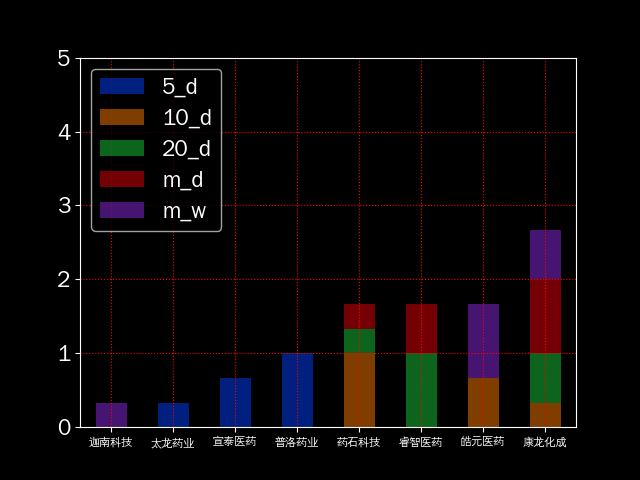 5
4
3
2
1
0
5_d
10_d
20_d
m_d
m_w
迦南科技 太龙药业 宣泰医药 普洛药业 药石科技 睿智医药 皓元医药 康龙化成